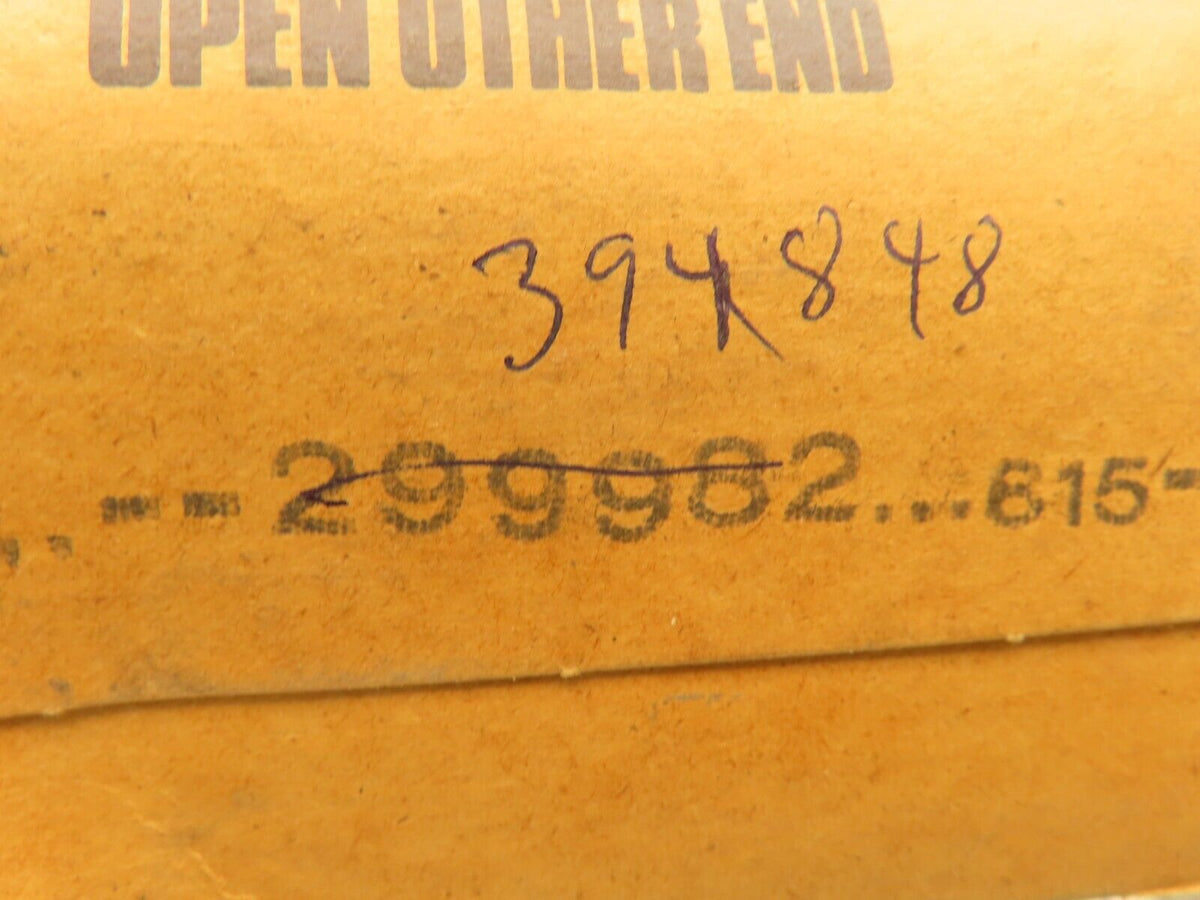 OPEN OTHER END
394848
299982...615-